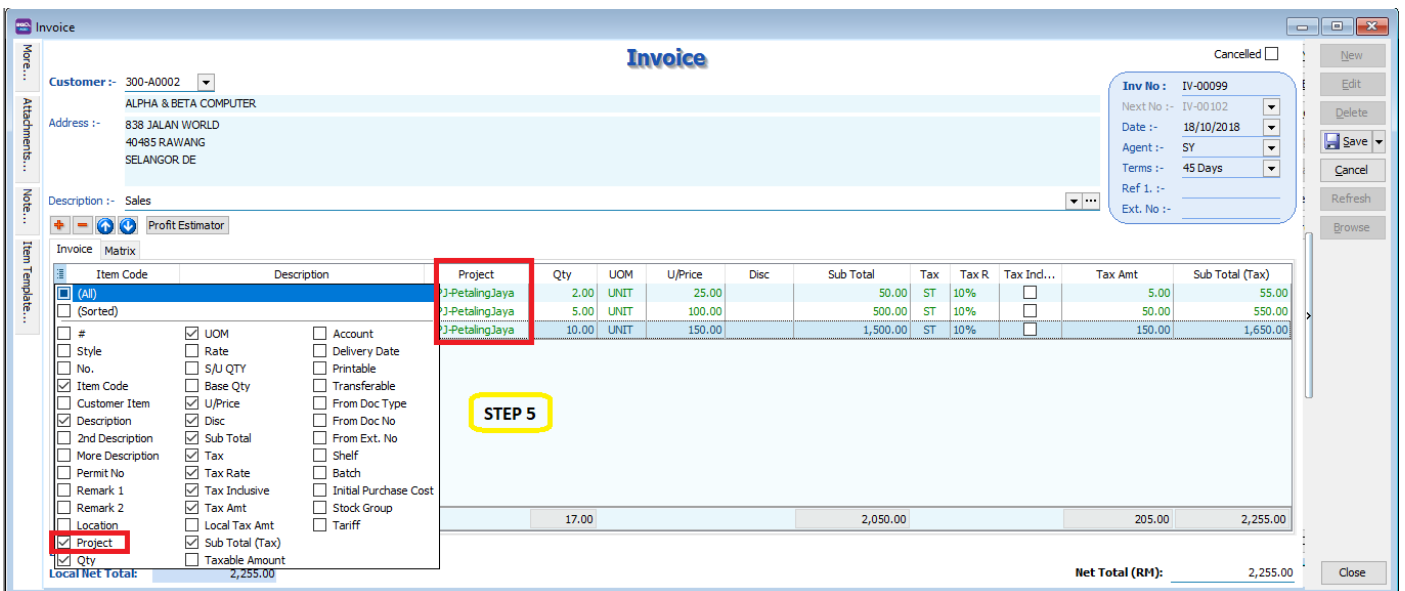 Invoice
More...
Attachments...
Note...
Item Template...
Invoice
Cancelled
Customer :- 300-A0002
ALPHA & BETA COMPUTER
Address :- 838 JALAN WORLD
40485 RAWANG
SELANGOR DE
Description :- Sales
Inv No : IV-00099
Next No :- IV-00102
Date :- 18/10/2018
Agent :- SY
Terms :- 45 Days
Ref 1. :-
Ext. No :-
New
Edit
Delete
Save
Cancel
Refresh
Browse
Profit Estimator
Invoice Matrix
Item Code Description Project Qty UOM U/Price Disc Sub Total Tax Tax R Tax Incl... Tax Amt Sub Total (Tax)
PJ-PetalingJaya 2.00 UNIT 25.00 50.00 ST 10% 5.00 55.00
PJ-PetalingJaya 5.00 UNIT 100.00 500.00 ST 10% 50.00 550.00
PJ-PetalingJaya 10.00 UNIT 150.00 1,500.00 ST 10% 150.00 1,650.00
(All)
(Sorted)
# UOM Account
Style Rate Delivery Date
No. S/U QTY Printable
Item Code Base Qty Transferable
Customer Item U/Price From Doc Type
Description Disc From Doc No
2nd Description Sub Total From Ext. No
More Description Tax Shelf
Permit No Tax Rate Batch
Remark 1 Tax Inclusive Initial Purchase Cost
Remark 2 Tax Amt Stock Group
Location Local Tax Amt Tariff
Project Sub Total (Tax)
Qty Taxable Amount
STEP 5
17.00 2,050.00 205.00 2,255.00
Local Net Total: 2,255.00
Net Total (RM): 2,255.00
Close